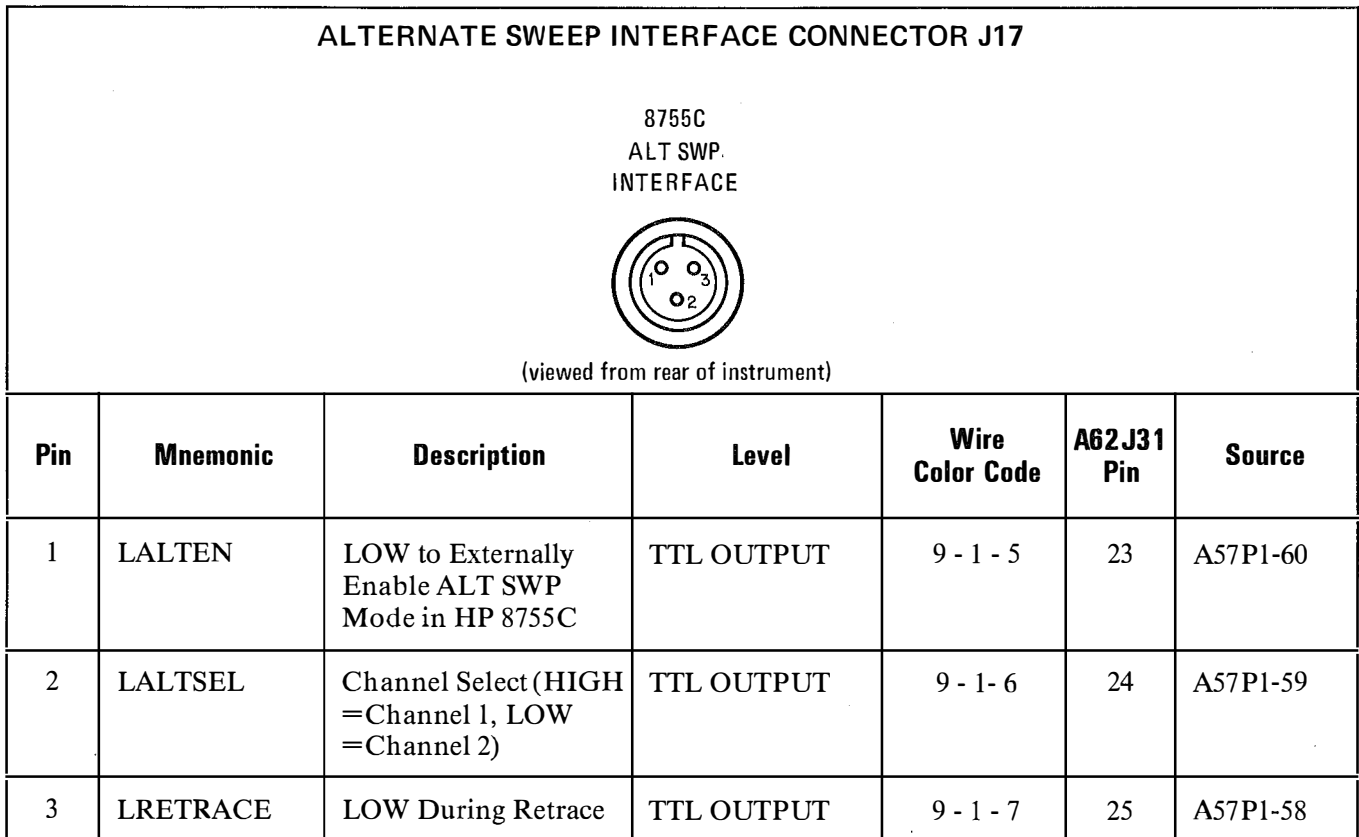 ALTERNATE SWEEP INTERFACE CONNECTOR J17
8755C
ALT SWP
INTERFACE
1 3
2
(viewed from rear of instrument)
Pin Mnemonic Description Level Wire Color Code A62J31 Pin Source
1 LALTEN LOW to Externally TTL OUTPUT 9 - 1 - 5 23 A57P1-60
Enable ALT SWP
Mode in HP 8755C
2 LALTSEL Channel Select (HIGH TTL OUTPUT 9 - 1- 6 24 A57P1-59
=Channel 1, LOW
=Channel 2)
3 LRETRACE LOW During Retrace TTL OUTPUT 9 - 1 - 7 25 A57P1-58